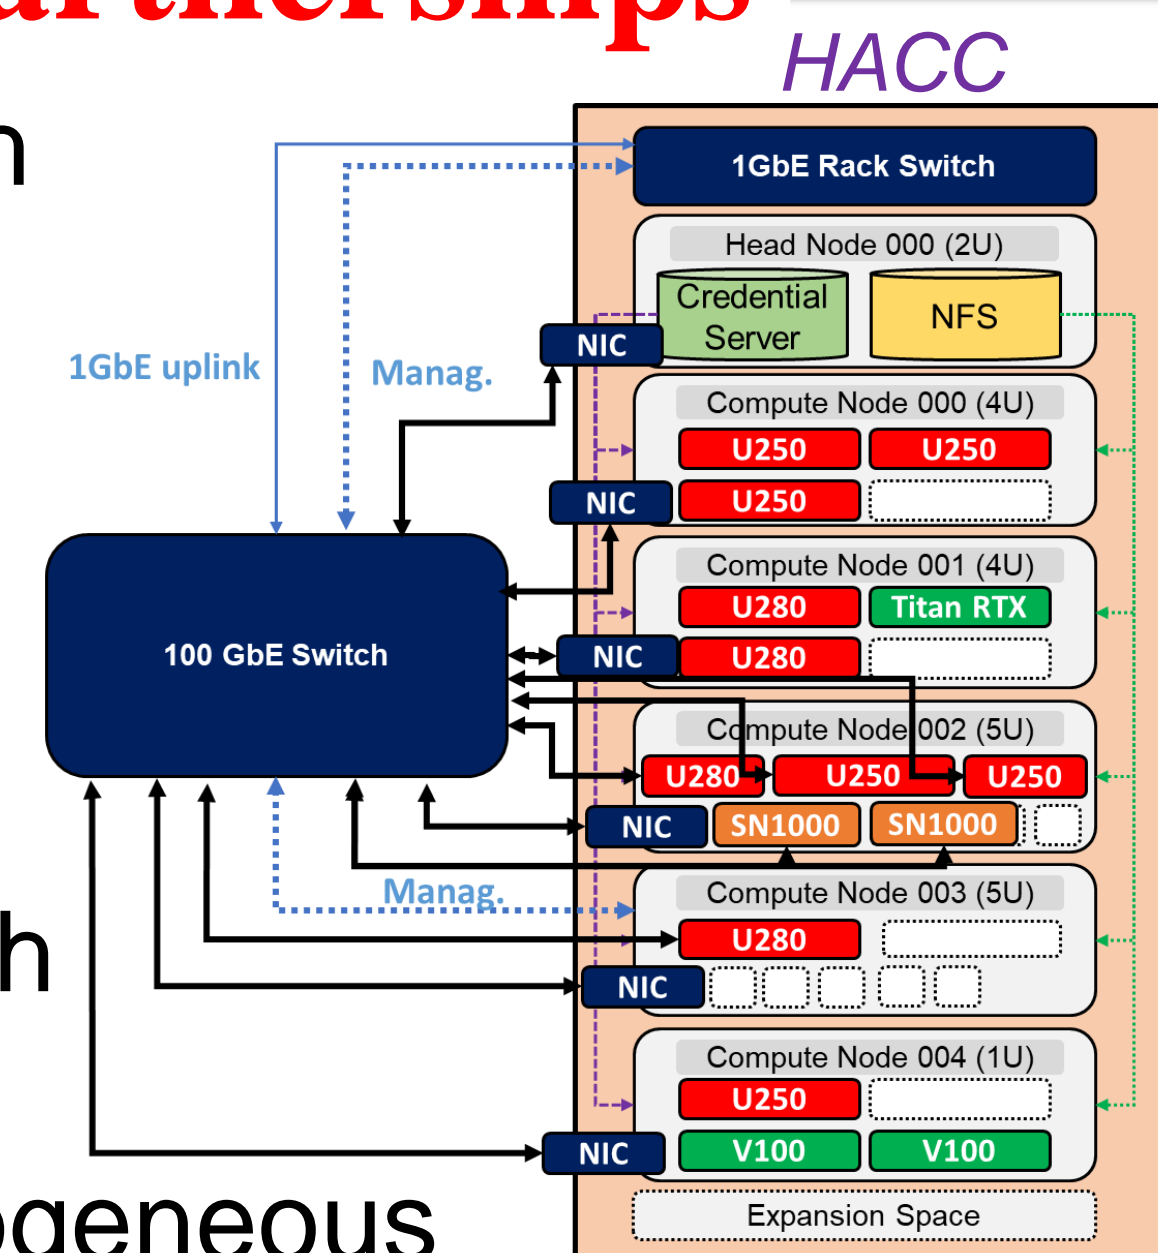 artnerships
HACC
n
1GbE Rack Switch
Head Node 000 (2U)
Credential
Server
NFS
NIC
1GbE uplink
Manag.
Compute Node 000 (4U)
U250
U250
NIC
U250
Compute Node 001 (4U)
U280
Titan RTX
100 GbE Switch
NIC
U280
Compute Node 002 (5U)
U280
U250
U250
NIC
SN1000
SN1000
Manag.
Compute Node 003 (5U)
h
U280
NIC
Compute Node 004 (1U)
U250
NIC
V100
V100
ogeneous
Expansion Space